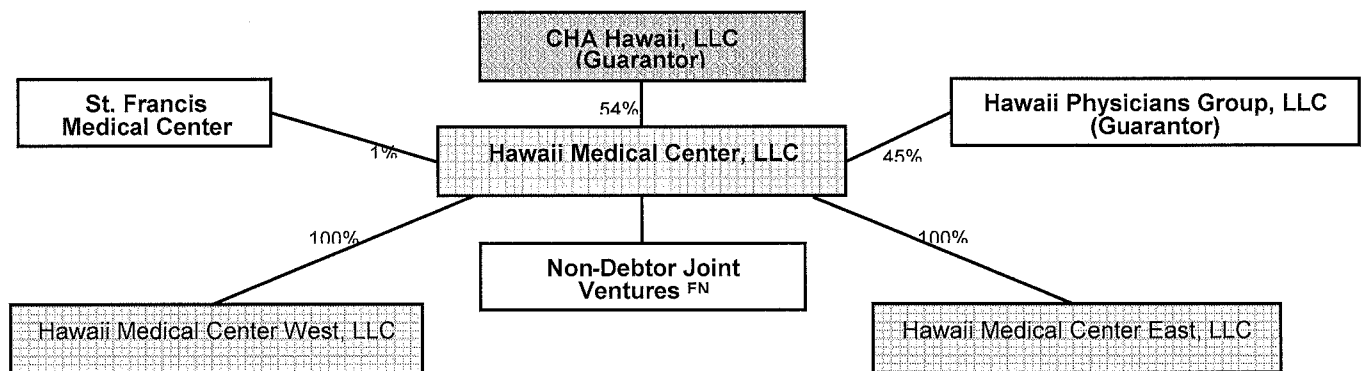 CHA Hawaii, LLC
(Guarantor)
St. Francis
Medical Center
54%
Hawaii Physicians Group, LLC
(Guarantor)
1%
Hawaii Medical Center, LLC
45%
100%
Non-Debtor Joint
Ventures FN
100%
Hawaii Medical Center West, LLC
Hawaii Medical Center East, LLC